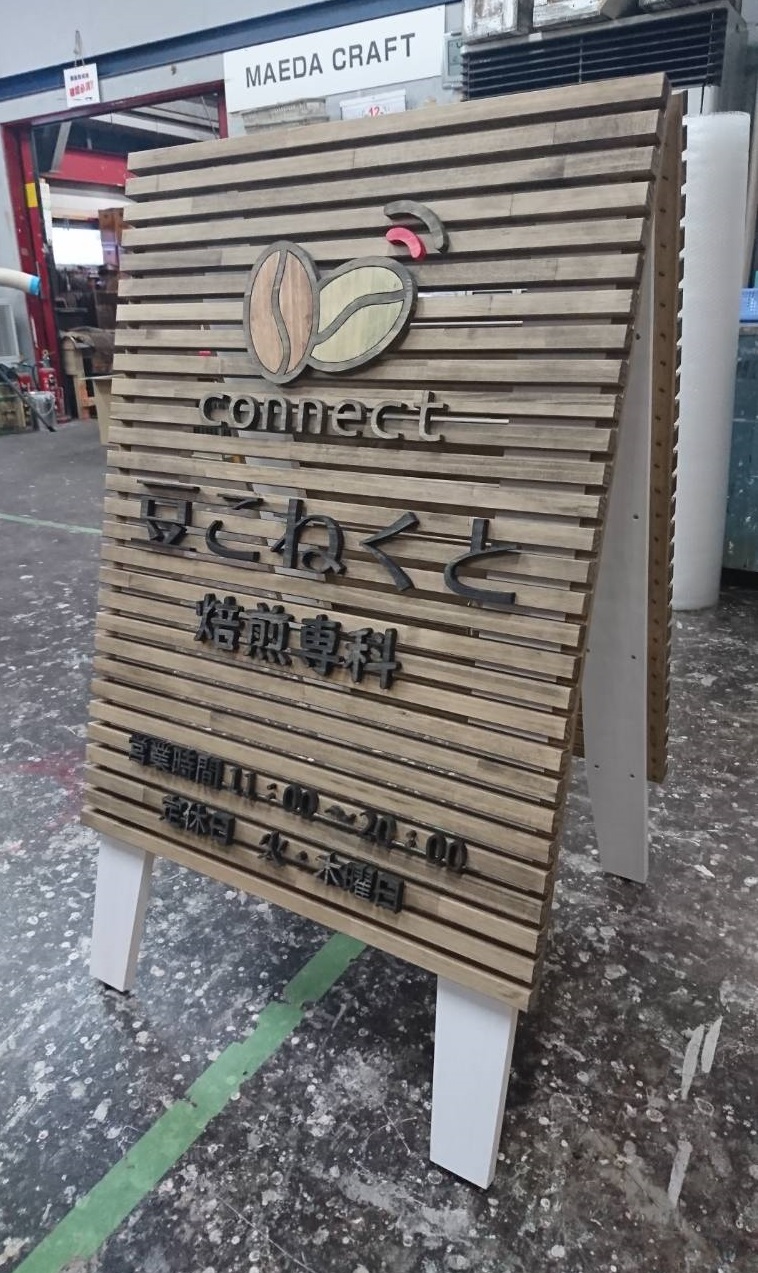 MAEDA CRAFT
12
connect
豆こねくと
焙煎専科
営業時間 11:00〜20:00
定休日 火・木曜日